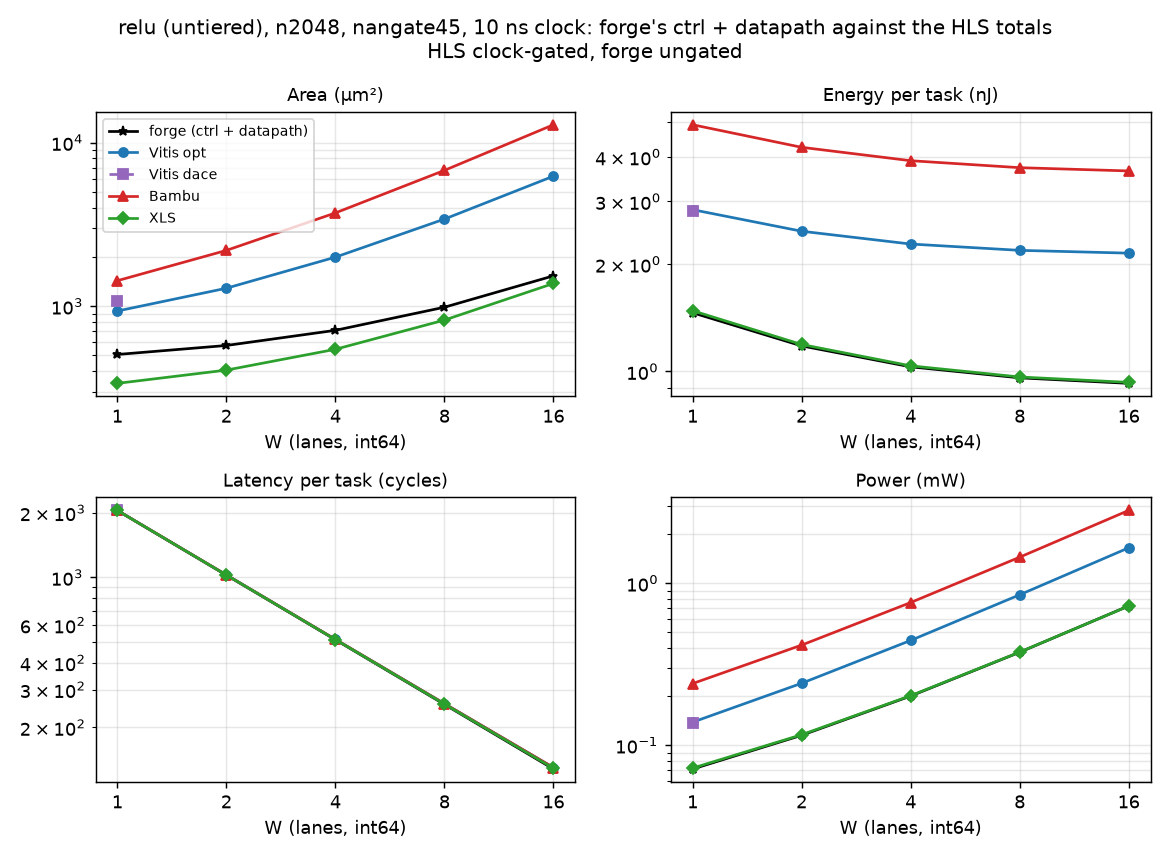 relu (untiered), n2048, nangate45, 10 ns clock: forge's ctrl + datapath against the HLS totals
HLS clock-gated, forge ungated
Area (µm²)
forge (ctrl + datapath)
Vitis opt
Vitis dace
Bambu
XLS
10⁴
10³
1 2 4 8 16
W (lanes, int64)
Energy per task (nJ)
4 × 10⁰
3 × 10⁰
2 × 10⁰
10⁰
1 2 4 8 16
W (lanes, int64)
Latency per task (cycles)
2 × 10³
10³
6 × 10²
4 × 10²
3 × 10²
2 × 10²
1 2 4 8 16
W (lanes, int64)
Power (mW)
10⁰
10⁻¹
1 2 4 8 16
W (lanes, int64)